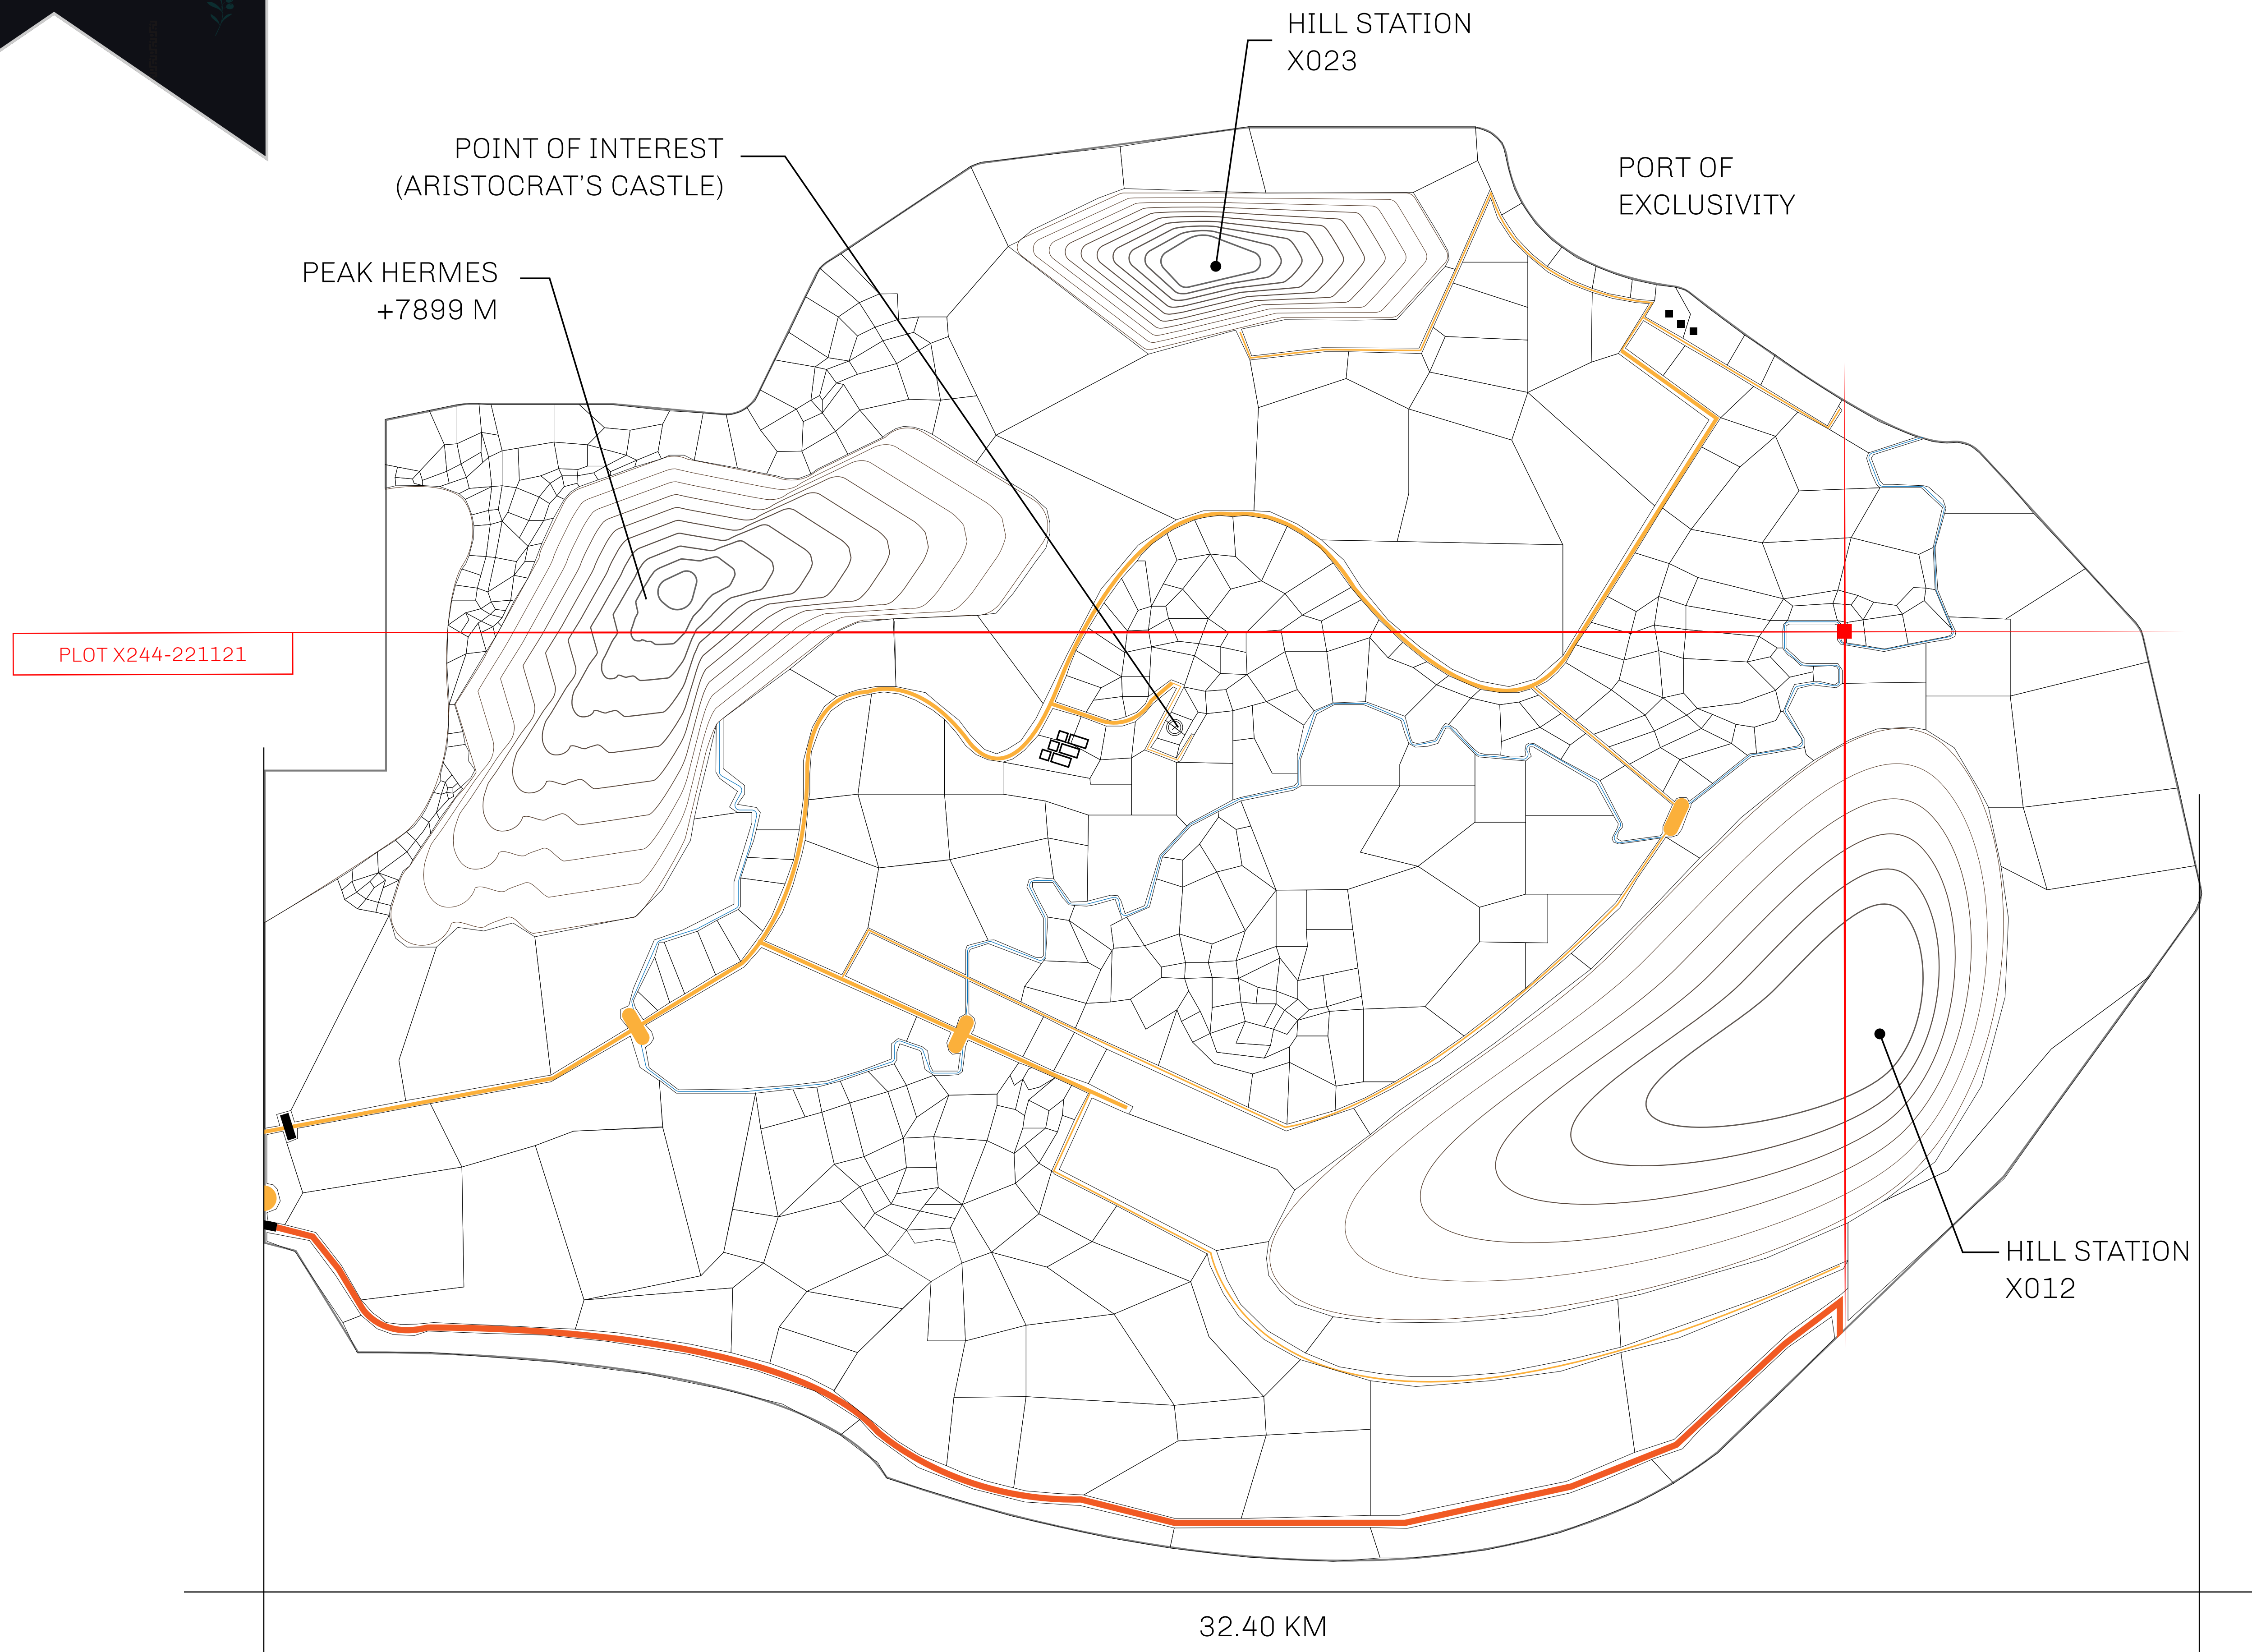 HILL STATION
X023
POINT OF INTEREST
(ARISTOCRAT’S CASTLE)
PORT OF
EXCLUSIVITY
PEAK HERMES
+7899 M
PLOT X244-221121
HILL STATION
X012
32.40 KM